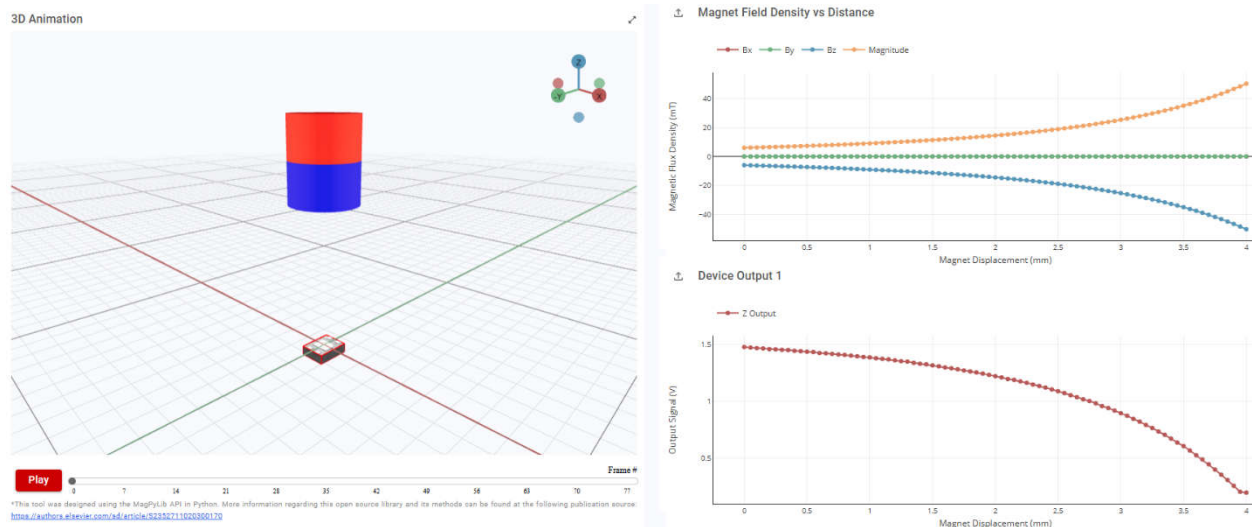 3D Animation
Z
-Y
X
Play
Frame #
0 7 14 21 28 35 42 49 56 63 70 77
*This tool was designed using the MagPyLib API in Python. More information regarding this open source library and its methods can be found at the following publication source:
https://authors.elsevier.com/sd/article/S2352711020300170
Magnet Field Density vs Distance
Bx By Bz Magnitude
Magnetic Flux Density (mT)
40
20
0
−20
−40
0 0.5 1 1.5 2 2.5 3 3.5 4
Magnet Displacement (mm)
Device Output 1
Z Output
Output Signal (V)
1.5
1
0.5
0 0.5 1 1.5 2 2.5 3 3.5 4
Magnet Displacement (mm)